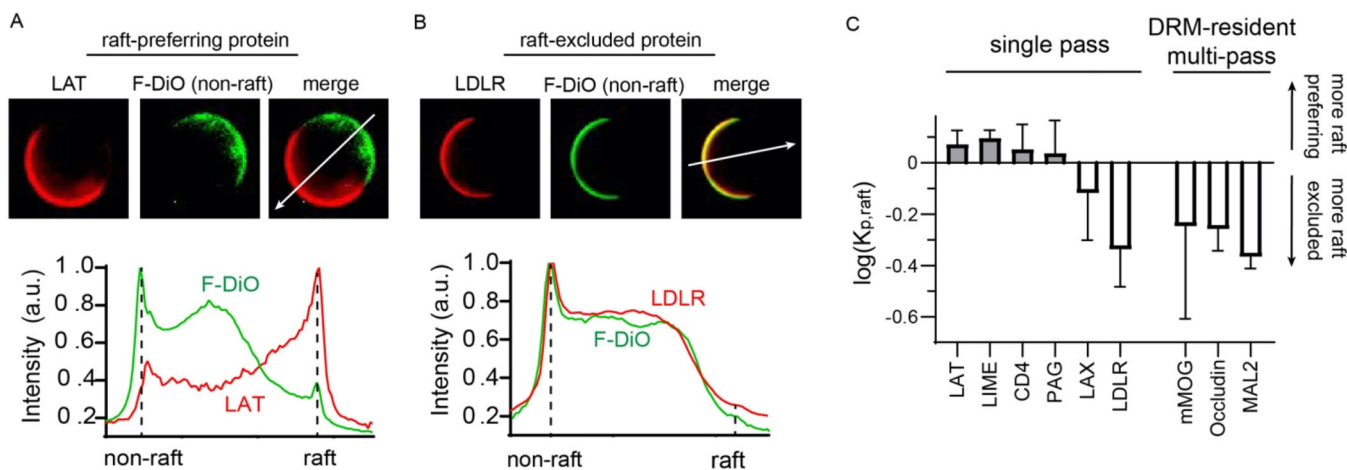 A
raft-preferring protein
LAT F-DiO (non-raft) merge
Intensity (a.u.)
1.0
0.8
0.6
0.4
0.2
F-DiO
LAT
non-raft raft
B
raft-excluded protein
LDLR F-DiO (non-raft) merge
Intensity (a.u.)
1.0
0.8
0.6
0.4
0.2
LDLR
F-DiO
non-raft raft
C
single pass
DRM-resident
multi-pass
more raft
preferring
more raft
excluded
log(Kp,raft)
0
-0.2
-0.4
-0.6
LAT
LIME
CD4
PAG
LAX
LDLR
mMOG
Occludin
MAL2